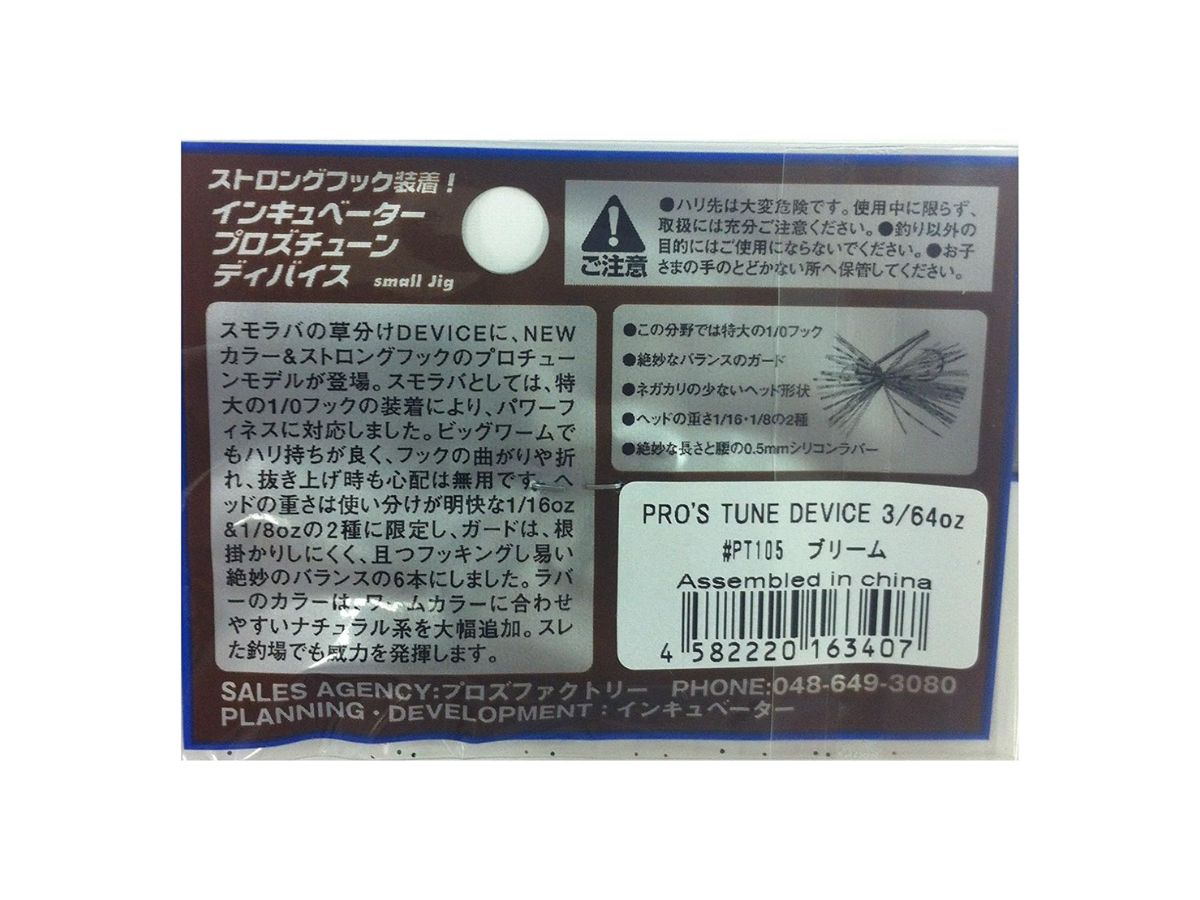 ストロングフック装着!
インキュベーター
プロズチューン
ディバイス small Jig
ご注意
●ハリ先は大変危険です。使用中に限らず、
取扱には充分ご注意ください。●釣り以外の
目的にはご使用にならないでください。●お子
さまの手のとどかない所へ保管してください。
スモラバの草分けDEVICEに、NEW
カラー&ストロングフックのプロチュー
ンモデルが登場。スモラバとしては、特
大の1/0フックの装着により、パワーフ
ィネスに対応しました。ビッグワームで
もハリ持ちが良く、フックの曲がりや折
れ、抜き上げ時も心配は無用です。ヘ
ッドの重さは使い分けが明快な1/16oz
&1/8ozの2種に限定し、ガードは、根
掛かりしにくく、且つフッキングし易い
絶妙のバランスの6本にしました。ラバ
ーのカラーは、ワームカラーに合わせ
やすいナチュラル系を大幅追加。スレ
た釣場でも威力を発揮します。
●この分野では特大の1/0フック
●絶妙なバランスのガード
●ネガカリの少ないヘッド形状
●ヘッドの重さ1/16・1/8の2種
●絶妙な長さと腰の0.5mmシリコンラバー
PRO'S TUNE DEVICE 3/64oz
#PT105 ブリーム
Assembled in china
4 582220 163407
SALES AGENCY:プロズファクトリー PHONE:048-649-3080
PLANNING・DEVELOPMENT:インキュベーター